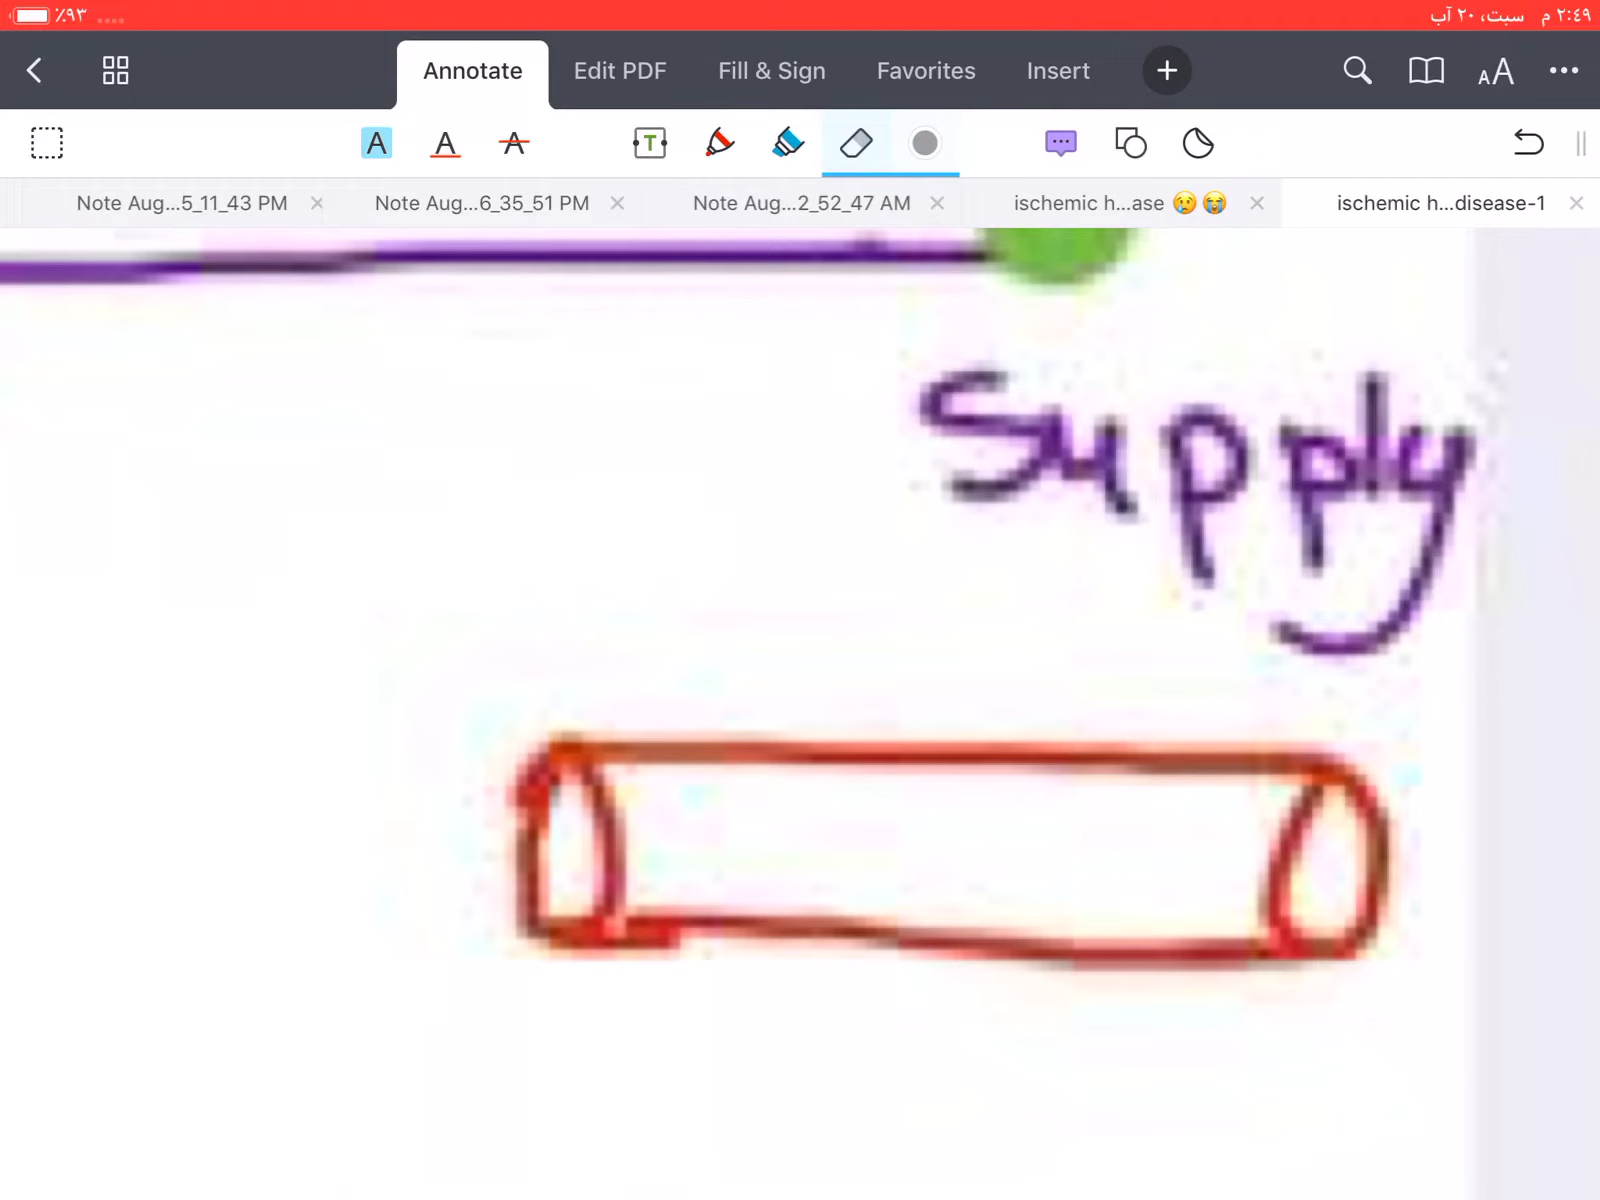 ٪٩٣ سبت، ٢٠ آب ٢:٤٩ م
Annotate Edit PDF Fill & Sign Favorites Insert
A A A T AA
Note Aug...5_11_43 PM Note Aug...6_35_51 PM Note Aug...2_52_47 AM ischemic h...ase 😢 😭 ischemic h...disease-1
Supply